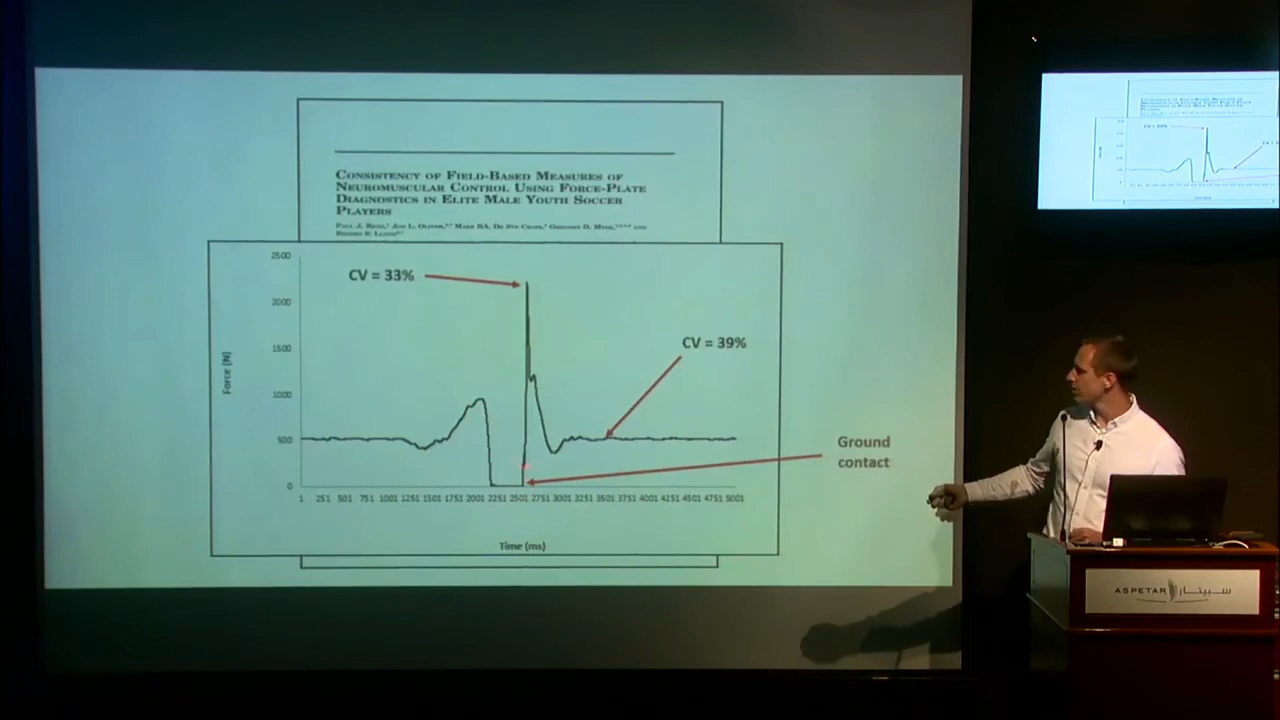 CONSISTENCY OF FIELD-BASED MEASURES OF
NEUROMUSCULAR CONTROL USING FORCE-PLATE
DIAGNOSTICS IN ELITE MALE YOUTH SOCCER
PLAYERS
2500
CV = 33%
2000
1500
CV = 39%
Force (N)
1000
500
Ground
contact
0
1 251 501 751 1001 1251 1501 1751 2001 2251 2501 2751 3001 3251 3501 3751 4001 4251 4501 4751 5001
Time (ms)
ASPETAR سبيتار